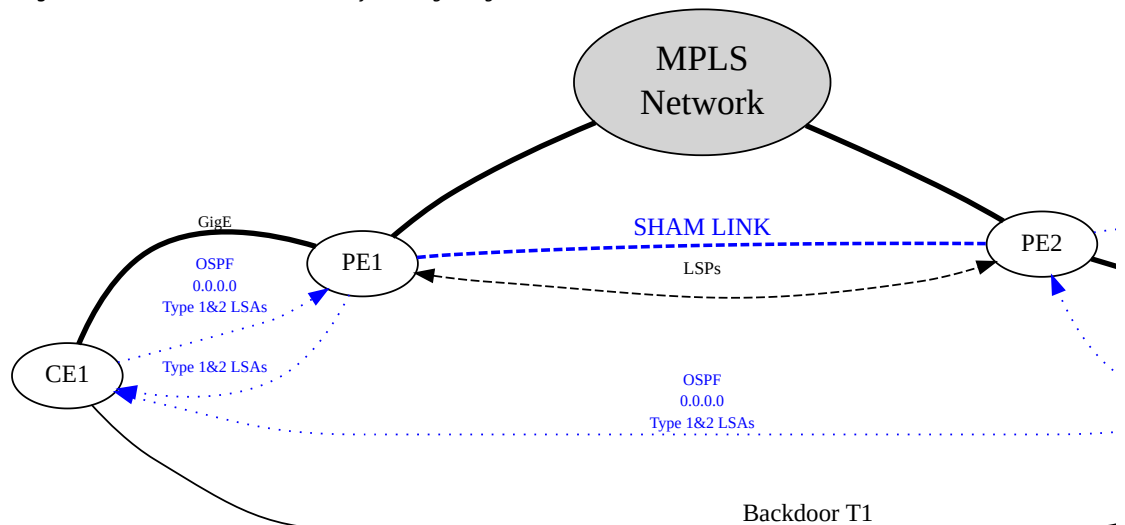 MPLS
Network
GigE
SHAM LINK
PE1
PE2
OSPF
0.0.0.0
Type 1&2 LSAs
LSPs
Type 1&2 LSAs
CE1
OSPF
0.0.0.0
Type 1&2 LSAs
Backdoor T1